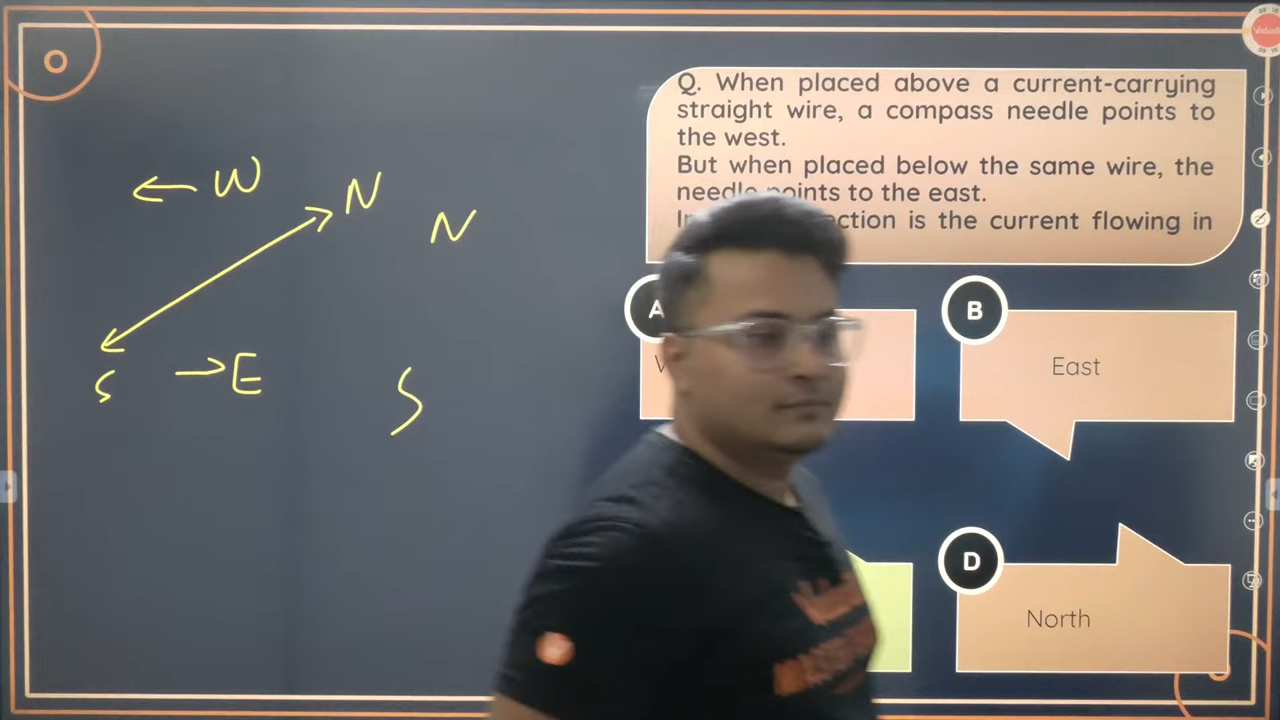 Q. When placed above a current-carrying
straight wire, a compass needle points to
the west.
But when placed below the same wire, the
needle points to the east.
direction is the current flowing in
← W
N
N
S
→ E
S
A
B
East
D
North